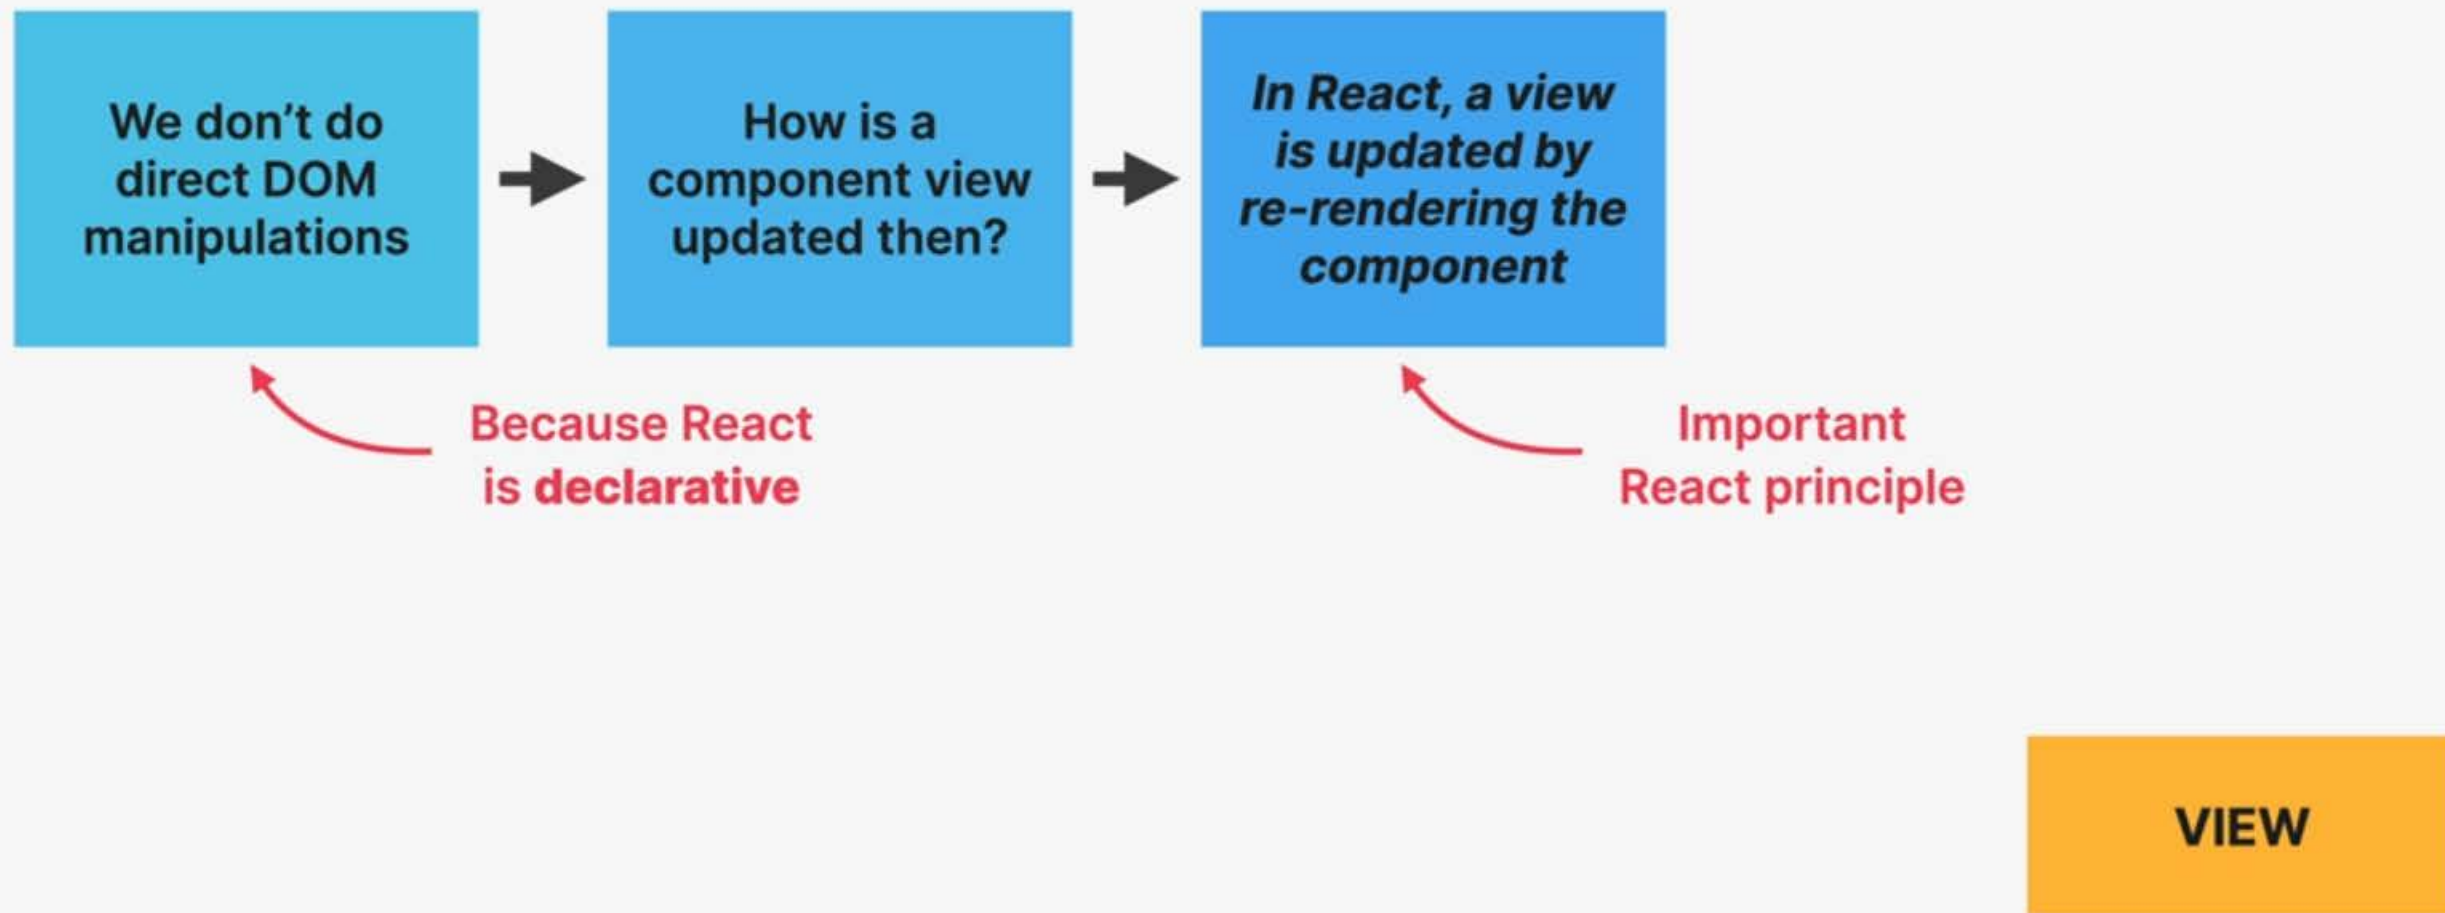 We don’t do
direct DOM
manipulations
How is a
component view
updated then?
In React, a view
is updated by
re-rendering the
component
Because React
is declarative
Important
React principle
VIEW